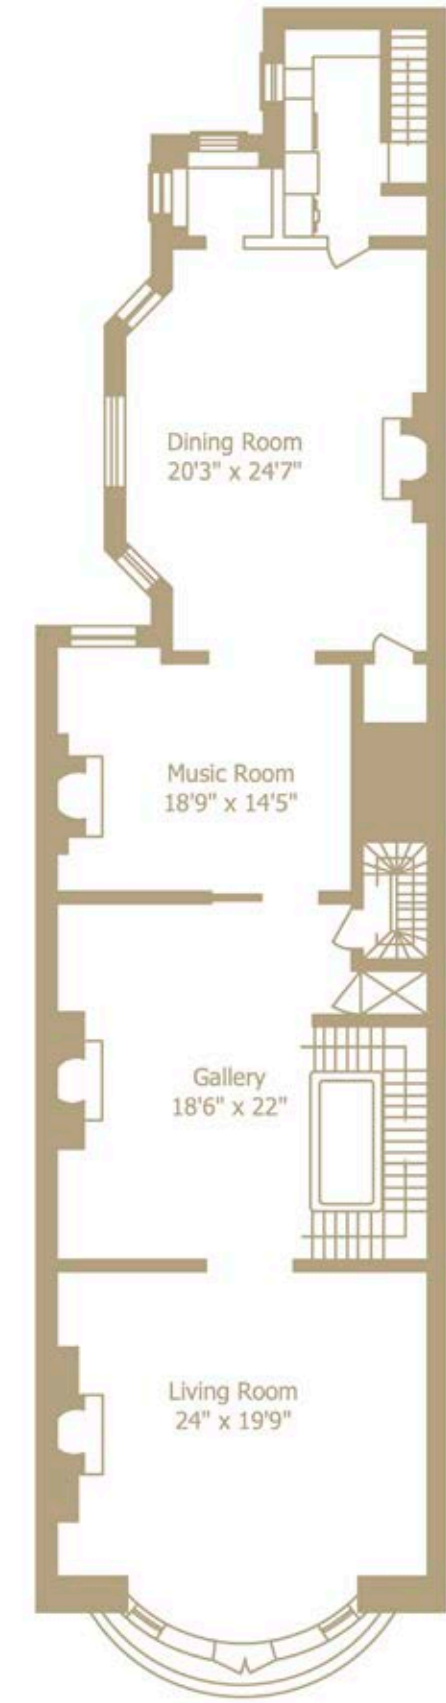 Dining Room
20'3" x 24'7"
Music Room
18'9" x 14'5"
Gallery
18'6" x 22"
Living Room
24" x 19'9"